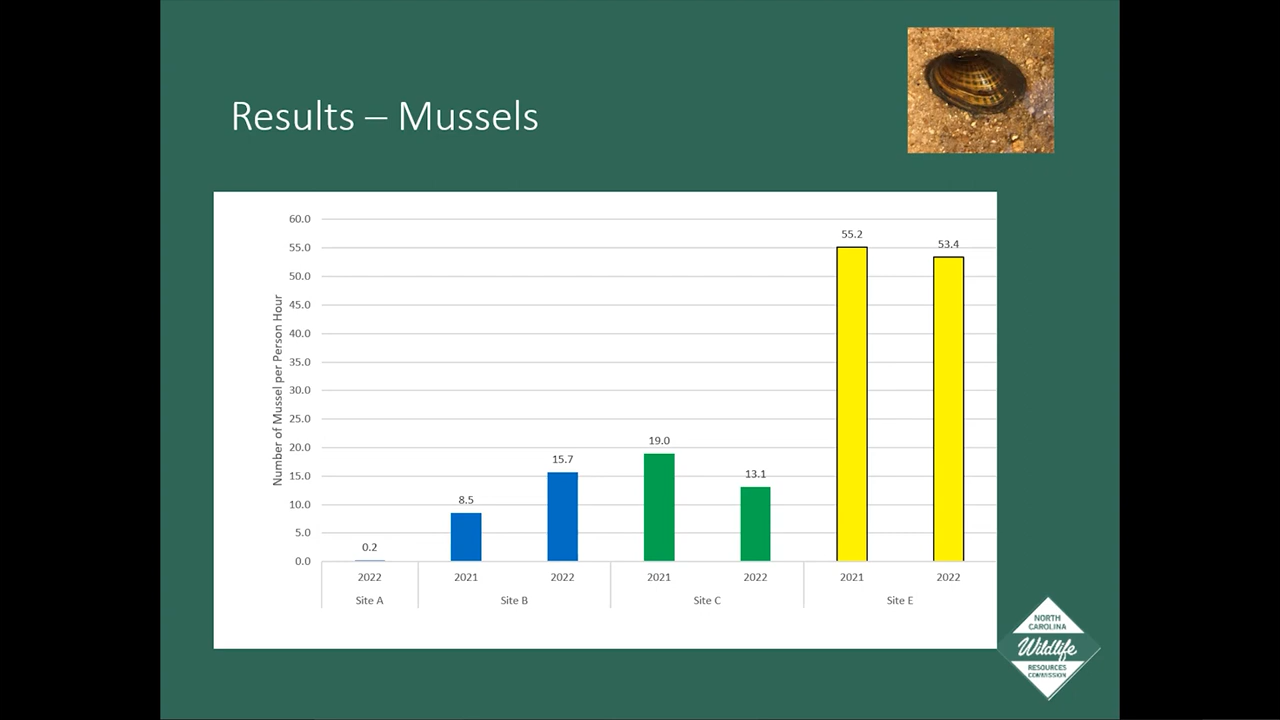 Results – Mussels
60.0
55.0
50.0
45.0
40.0
35.0
30.0
25.0
20.0
15.0
10.0
5.0
0.0
Number of Mussel per Person Hour
0.2
8.5
15.7
19.0
13.1
55.2
53.4
2022
2021
2022
2021
2022
2021
2022
Site A
Site B
Site C
Site E
NORTH
CAROLINA
Wildlife
RESOURCES
COMMISSION